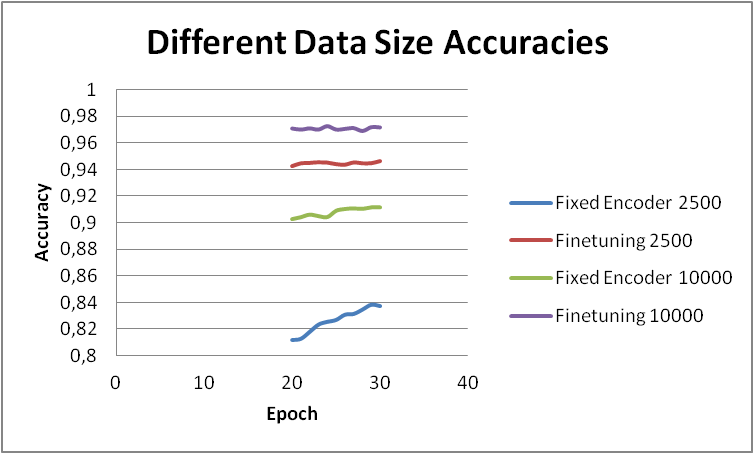 Different Data Size Accuracies
1
0,98
0,96
0,94
0,92
0,9
0,88
0,86
0,84
0,82
0,8
Accuracy
0
10
20
30
40
Epoch
Fixed Encoder 2500
Finetuning 2500
Fixed Encoder 10000
Finetuning 10000